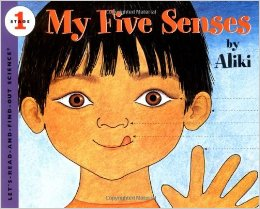 1
STAGE
My Five Senses
by
Aliki
LET'S-READ-AND-FIND-OUT SCIENCE®